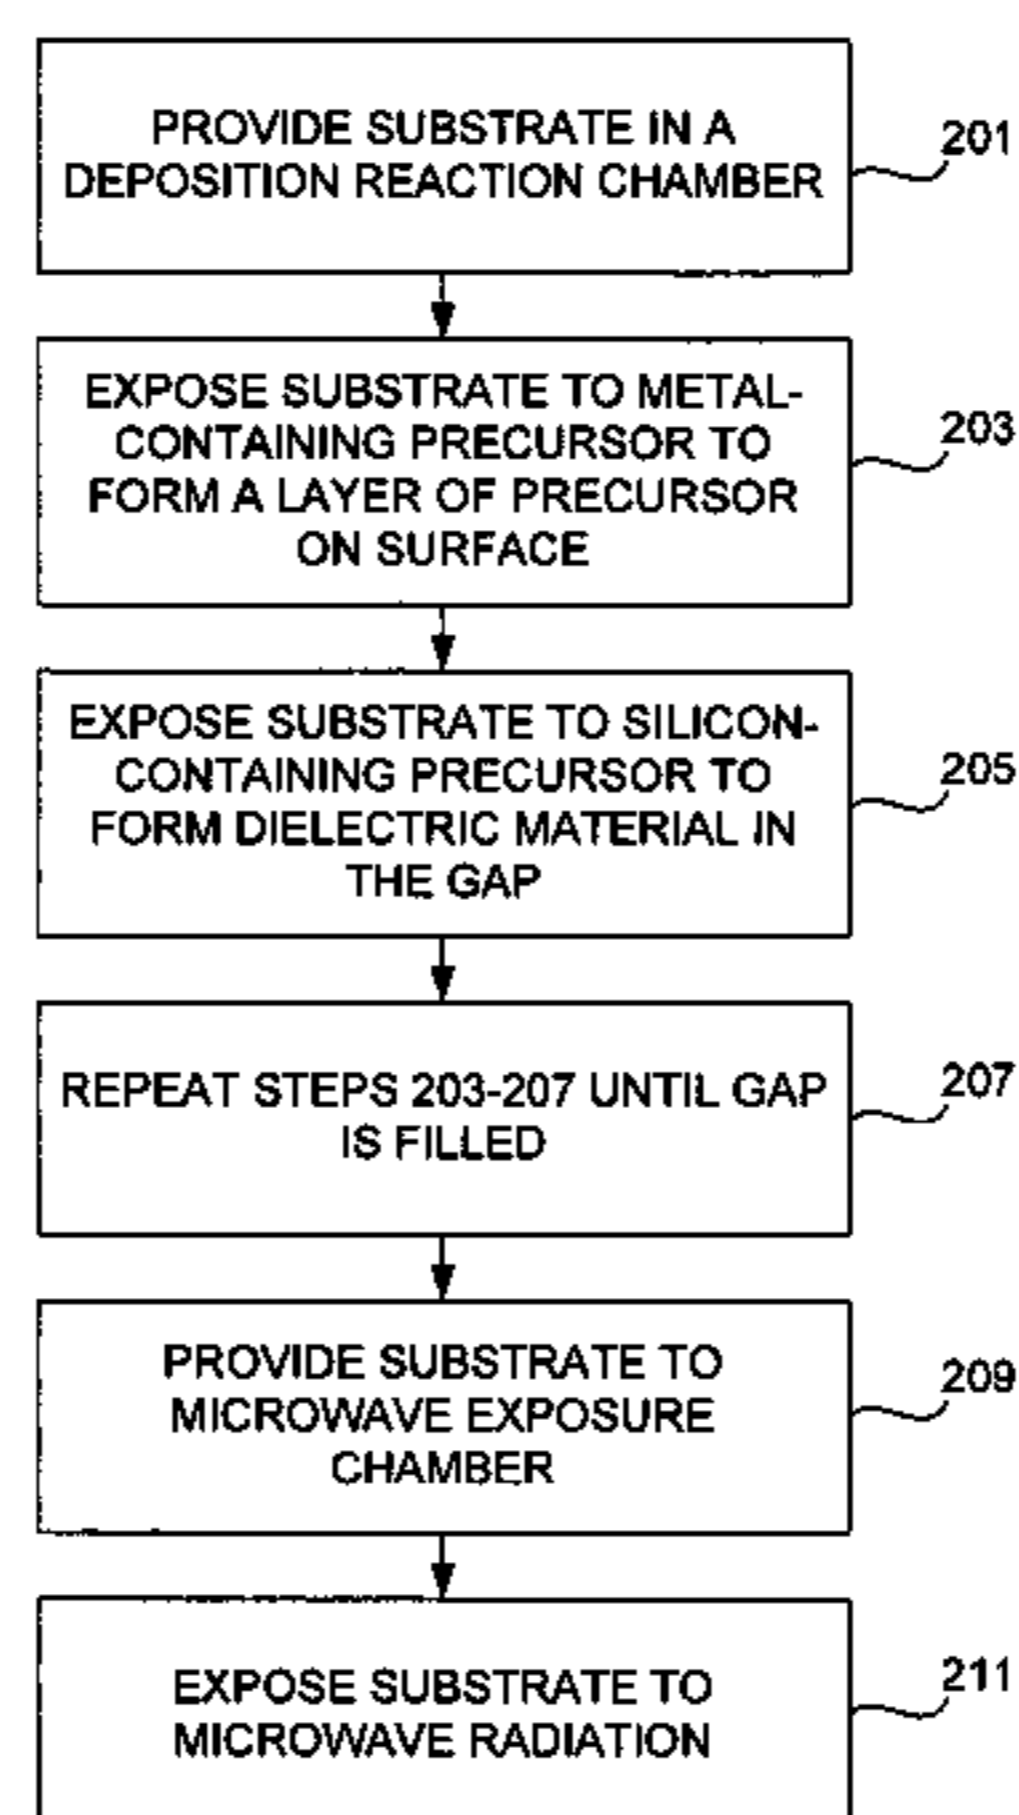 PROVIDE SUBSTRATE IN A
DEPOSITION REACTION CHAMBER
201
EXPOSE SUBSTRATE TO METAL-
CONTAINING PRECURSOR TO
FORM A LAYER OF PRECURSOR
ON SURFACE
203
EXPOSE SUBSTRATE TO SILICON-
CONTAINING PRECURSOR TO
FORM DIELECTRIC MATERIAL IN
THE GAP
205
REPEAT STEPS 203-207 UNTIL GAP
IS FILLED
207
PROVIDE SUBSTRATE TO
MICROWAVE EXPOSURE
CHAMBER
209
EXPOSE SUBSTRATE TO
MICROWAVE RADIATION
211